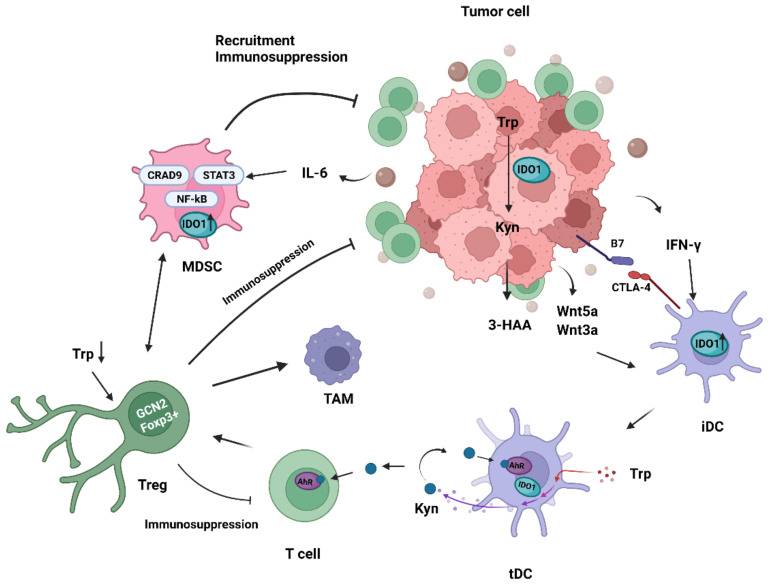 Tumor cell
Recruitment
Immunosuppression
Trp
CRAD9
STAT3
IL-6
IDO1
NF-kB
IDO1
Kyn
B7
IFN-γ
MDSC
Immunosuppression
CTLA-4
3-HAA
Wnt5a
Wnt3a
IDO1
Trp
TAM
GCN2
Foxp3+
iDC
AhR
Trp
IDO1
AhR
Treg
Kyn
Immunosuppression
T cell
tDC